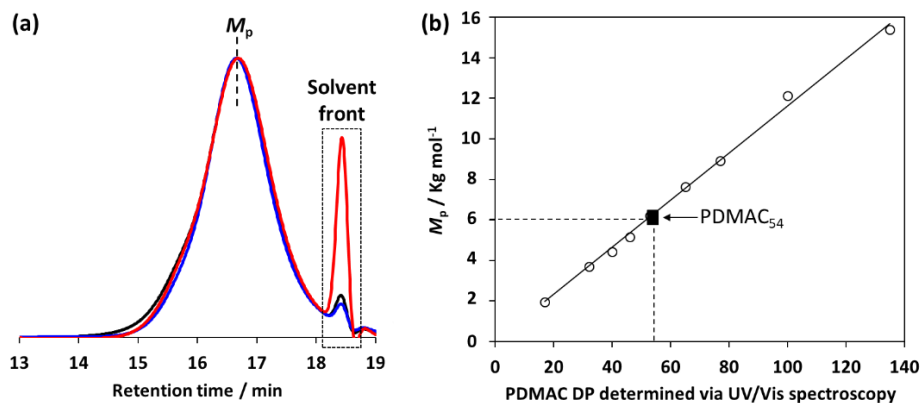 (a)
Mp
Solvent
front
13 14 15 16 17 18 19
Retention time / min
(b)
16
14
12
10
8
6
4
2
0
Mp / Kg mol-1
PDMAC54
0 20 40 60 80 100 120 140
PDMAC DP determined via UV/Vis spectroscopy